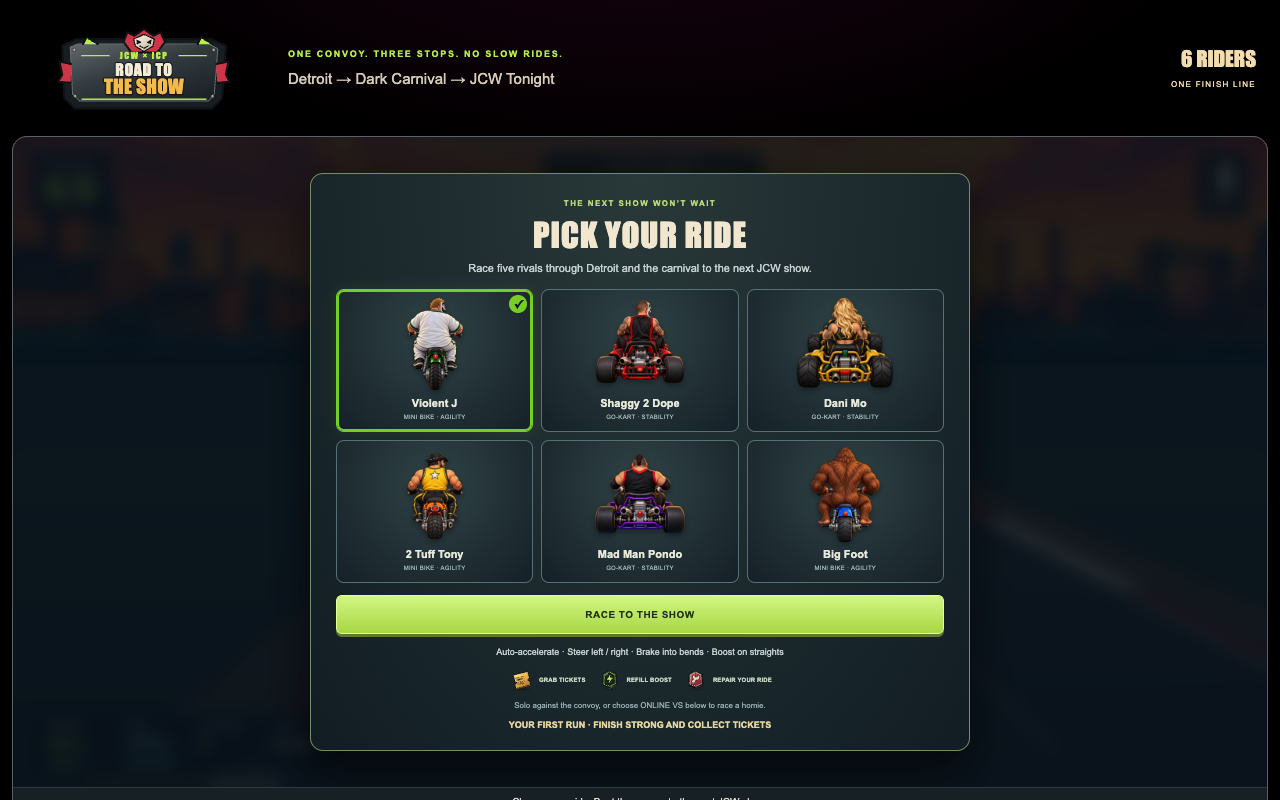 JCW × ICP
ROAD TO
THE SHOW
ONE CONVOY. THREE STOPS. NO SLOW RIDES.
Detroit → Dark Carnival → JCW Tonight
6 RIDERS
ONE FINISH LINE
THE NEXT SHOW WON'T WAIT
PICK YOUR RIDE
Race five rivals through Detroit and the carnival to the next JCW show.
Violent J
MINI BIKE · AGILITY
Shaggy 2 Dope
GO-KART · STABILITY
Dani Mo
GO-KART · STABILITY
2 Tuff Tony
MINI BIKE · AGILITY
Mad Man Pondo
GO-KART · STABILITY
Big Foot
MINI BIKE · AGILITY
RACE TO THE SHOW
Auto-accelerate · Steer left / right · Brake into bends · Boost on straights
GRAB TICKETS
REFILL BOOST
REPAIR YOUR RIDE
Solo against the convoy, or choose ONLINE VS below to race a homie.
YOUR FIRST RUN · FINISH STRONG AND COLLECT TICKETS